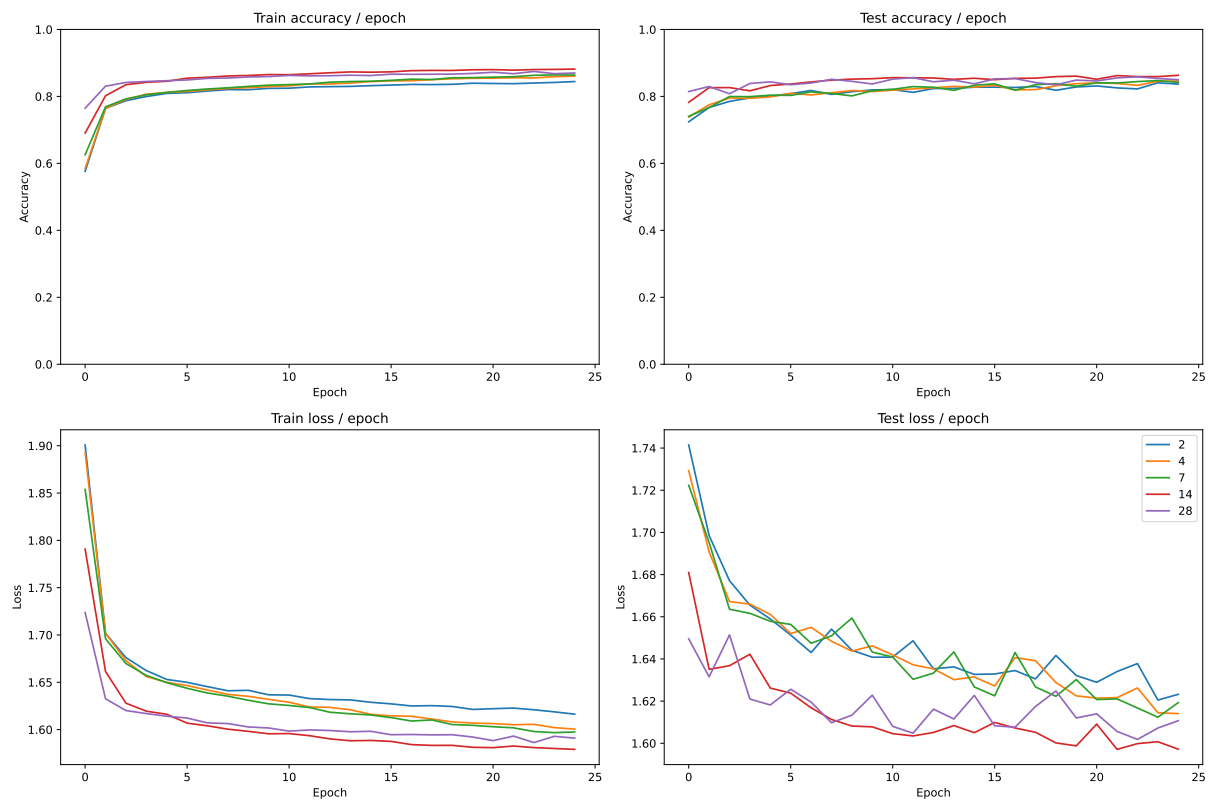 Train accuracy / epoch
1.0
0.8
0.6
0.4
0.2
0.0
Accuracy
0 5 10 15 20 25
Epoch
Test accuracy / epoch
1.0
0.8
0.6
0.4
0.2
0.0
Accuracy
0 5 10 15 20 25
Epoch
Train loss / epoch
1.90
1.85
1.80
1.75
1.70
1.65
1.60
Loss
0 5 10 15 20 25
Epoch
Test loss / epoch
1.74
1.72
1.70
1.68
1.66
1.64
1.62
1.60
Loss
2
4
7
14
28
0 5 10 15 20 25
Epoch